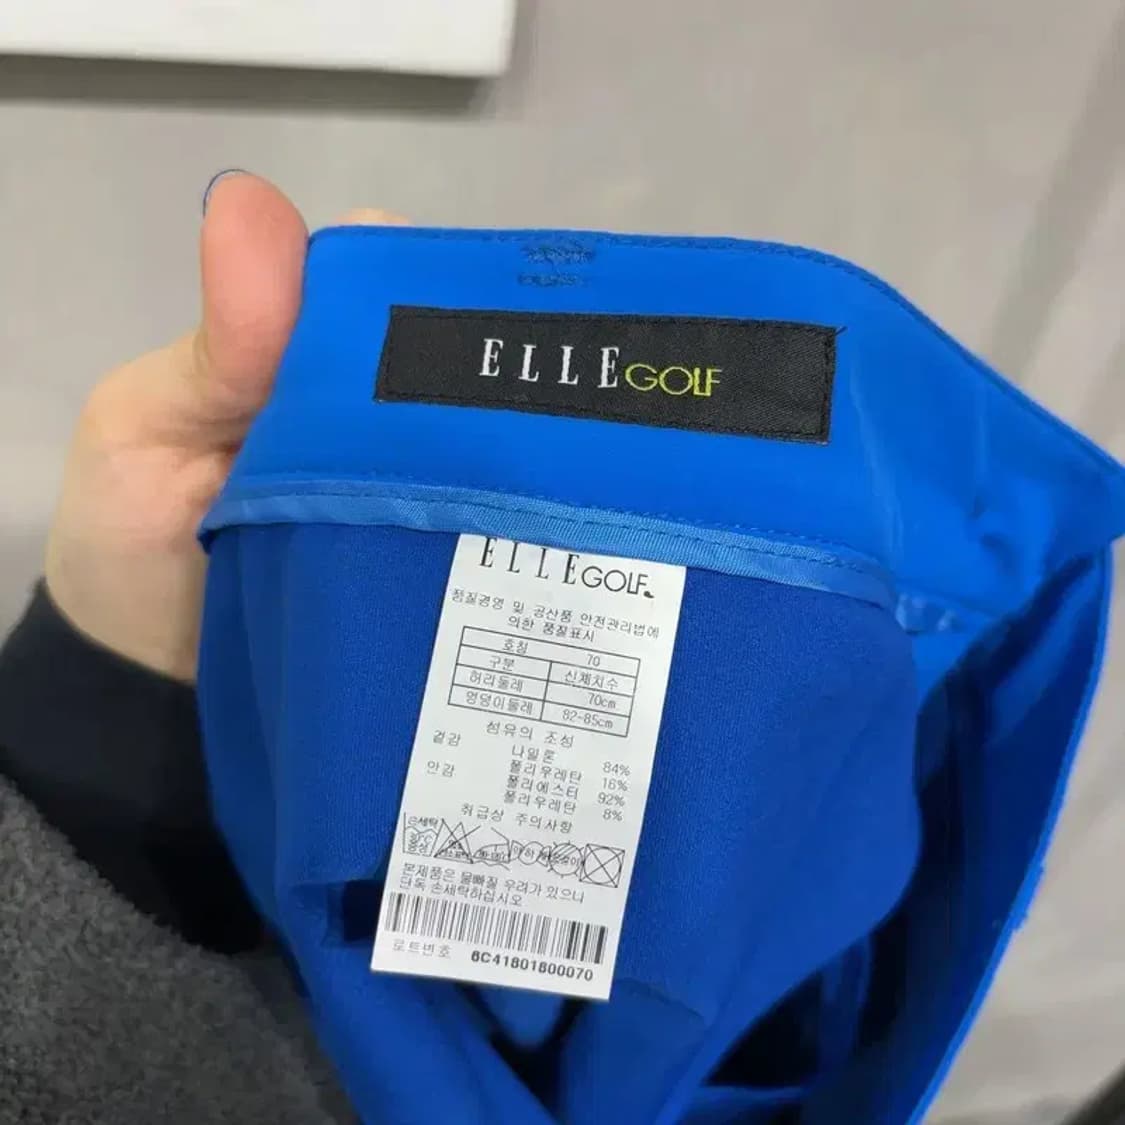 ELLE GOLF
ELLE GOLF
품질경영 및 공산품 안전관리법에
의한 품질표시
호칭 70
구분 신체치수
허리둘레 70cm
엉덩이둘레 82-85cm
섬유의 조성
겉감 나일론 84%
폴리우레탄 16%
안감 폴리에스터 92%
폴리우레탄 8%
취급상 주의사항
손세탁
본제품은 물빠질 우려가 있으니
단독 손세탁하십시오
로트번호 6C41801800070